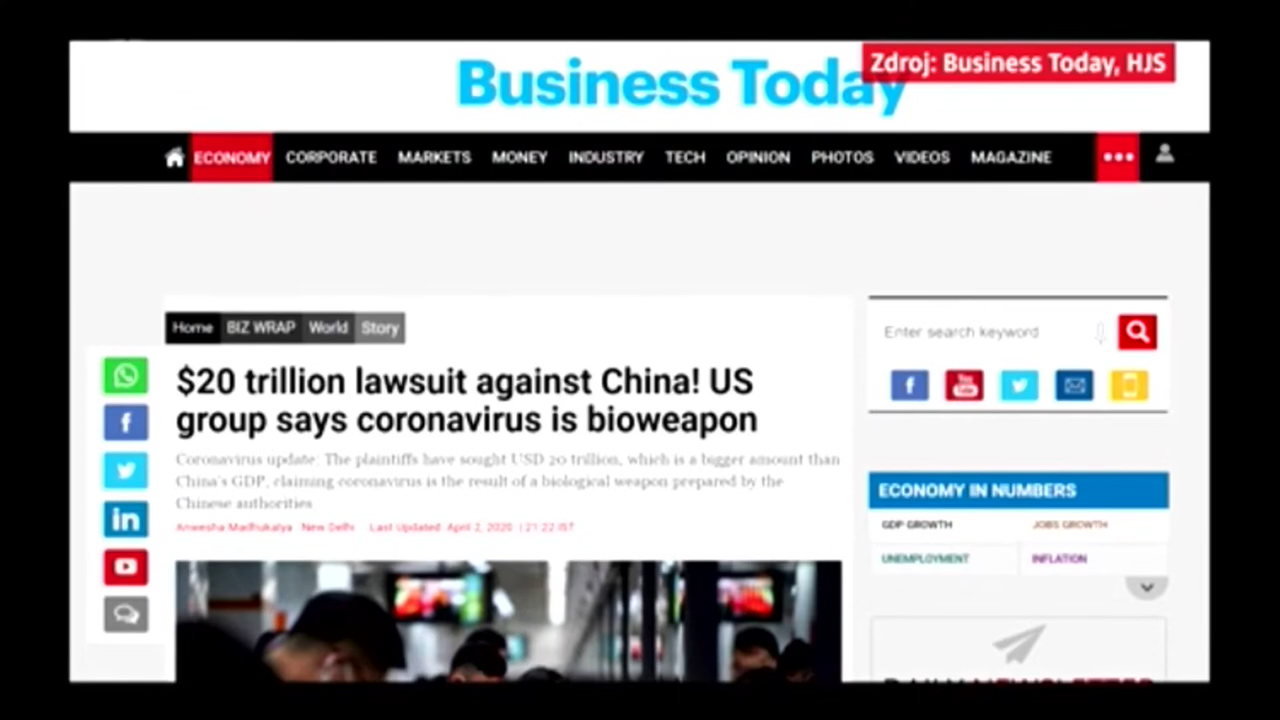 Business Today
Zdroj: Business Today, HJS
ECONOMY CORPORATE MARKETS MONEY INDUSTRY TECH OPINION PHOTOS VIDEOS MAGAZINE
Home BIZ WRAP World Story
Enter search keyword
$20 trillion lawsuit against China! US
group says coronavirus is bioweapon
Coronavirus update: The plaintiffs have sought USD 20 trillion, which is a bigger amount than
China's GDP, claiming coronavirus is the result of a biological weapon prepared by the
Chinese authorities
Anwesha Madhukalya New Delhi Last Updated: April 2, 2020 | 21:22 IST
You
Tube
ECONOMY IN NUMBERS
GDP GROWTH JOBS GROWTH
UNEMPLOYMENT INFLATION
DAILY NEWSLETTER